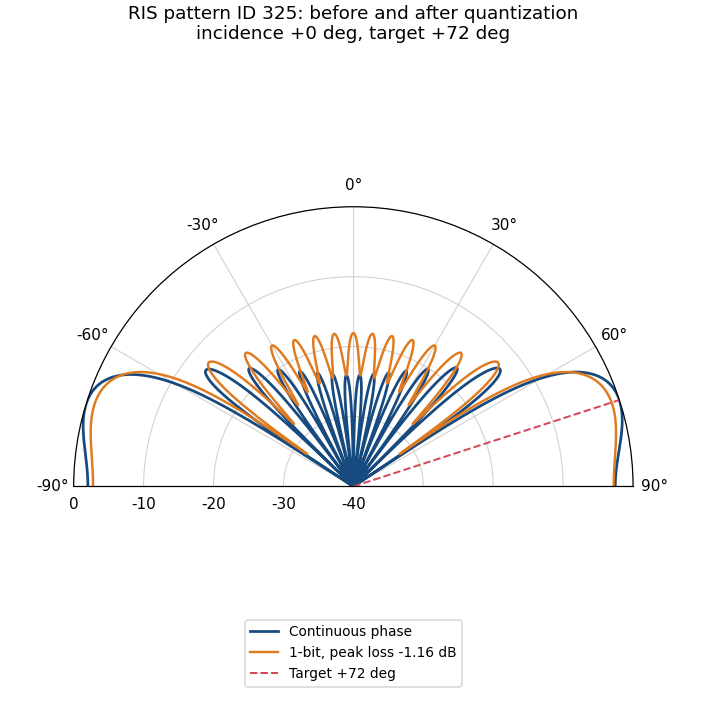 RIS pattern ID 325: before and after quantization
incidence +0 deg, target +72 deg
0°
-30°
30°
-60°
60°
-90°
90°
0
-10
-20
-30
-40
Continuous phase
1-bit, peak loss -1.16 dB
Target +72 deg